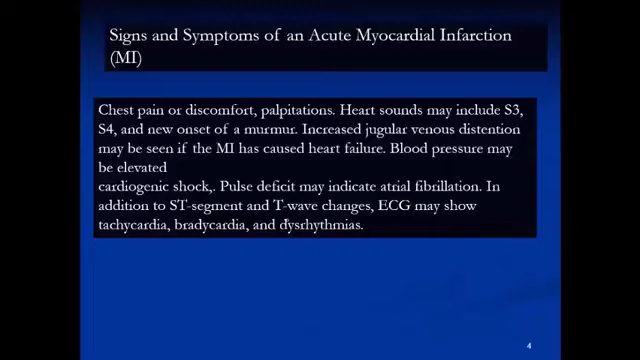 Signs and Symptoms of an Acute Myocardial Infarction
(MI)
Chest pain or discomfort, palpitations. Heart sounds may include S3,
S4, and new onset of a murmur. Increased jugular venous distention
may be seen if the MI has caused heart failure. Blood pressure may
be elevated
cardiogenic shock,. Pulse deficit may indicate atrial fibrillation. In
addition to ST-segment and T-wave changes, ECG may show
tachycardia, bradycardia, and dysrhythmias.
4